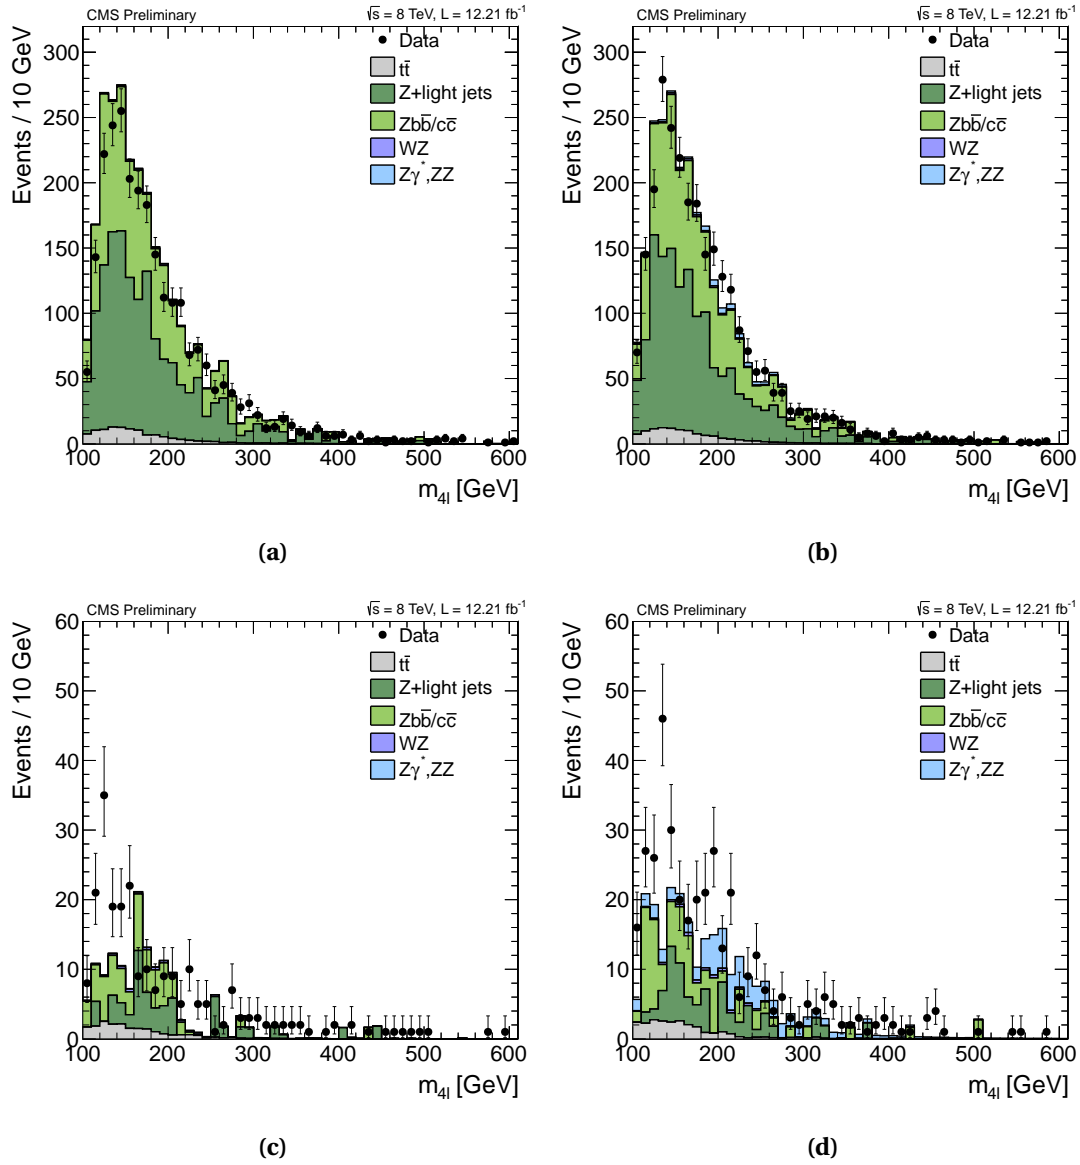 CMS Preliminary √s = 8 TeV, L = 12.21 fb⁻¹
Events / 10 GeV
300
250
200
150
100
50
0
Data
tt̄
Z+light jets
Zbb̄/cc̄
WZ
Zγ*,ZZ
100 200 300 400 500 600
m4l [GeV]
(a)
CMS Preliminary √s = 8 TeV, L = 12.21 fb⁻¹
Events / 10 GeV
300
250
200
150
100
50
0
Data
tt̄
Z+light jets
Zbb̄/cc̄
WZ
Zγ*,ZZ
100 200 300 400 500 600
m4l [GeV]
(b)
CMS Preliminary √s = 8 TeV, L = 12.21 fb⁻¹
Events / 10 GeV
60
50
40
30
20
10
0
Data
tt̄
Z+light jets
Zbb̄/cc̄
WZ
Zγ*,ZZ
100 200 300 400 500 600
m4l [GeV]
(c)
CMS Preliminary √s = 8 TeV, L = 12.21 fb⁻¹
Events / 10 GeV
60
50
40
30
20
10
0
Data
tt̄
Z+light jets
Zbb̄/cc̄
WZ
Zγ*,ZZ
100 200 300 400 500 600
m4l [GeV]
(d)